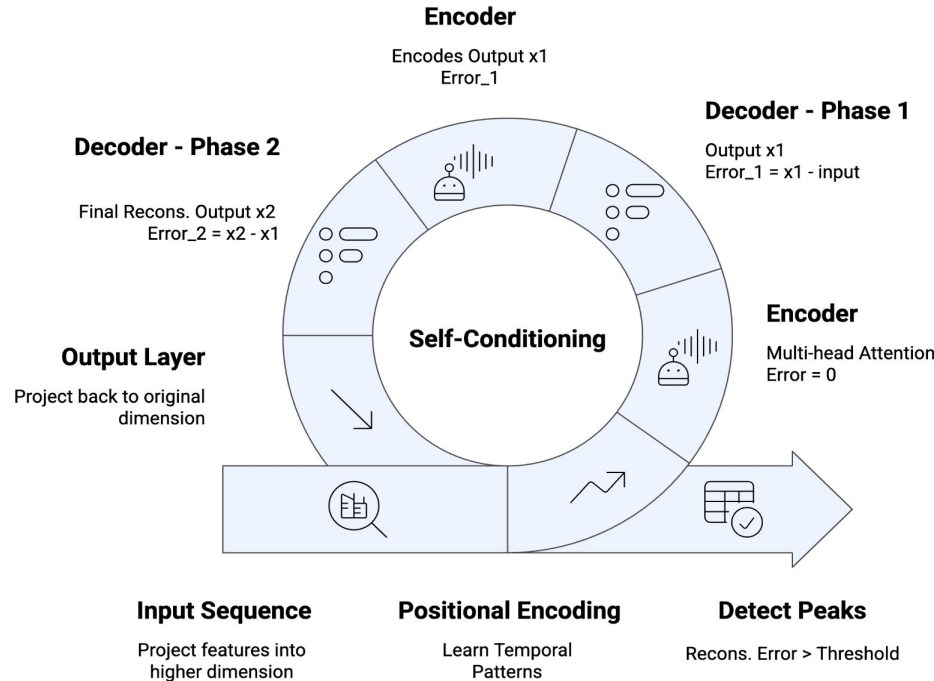 Encoder
Encodes Output x1
Error_1
Decoder - Phase 1
Output x1
Error_1 = x1 - input
Decoder - Phase 2
Final Recons. Output x2
Error_2 = x2 - x1
Self-Conditioning
Encoder
Multi-head Attention
Error = 0
Output Layer
Project back to original
dimension
Input Sequence
Project features into
higher dimension
Positional Encoding
Learn Temporal
Patterns
Detect Peaks
Recons. Error > Threshold